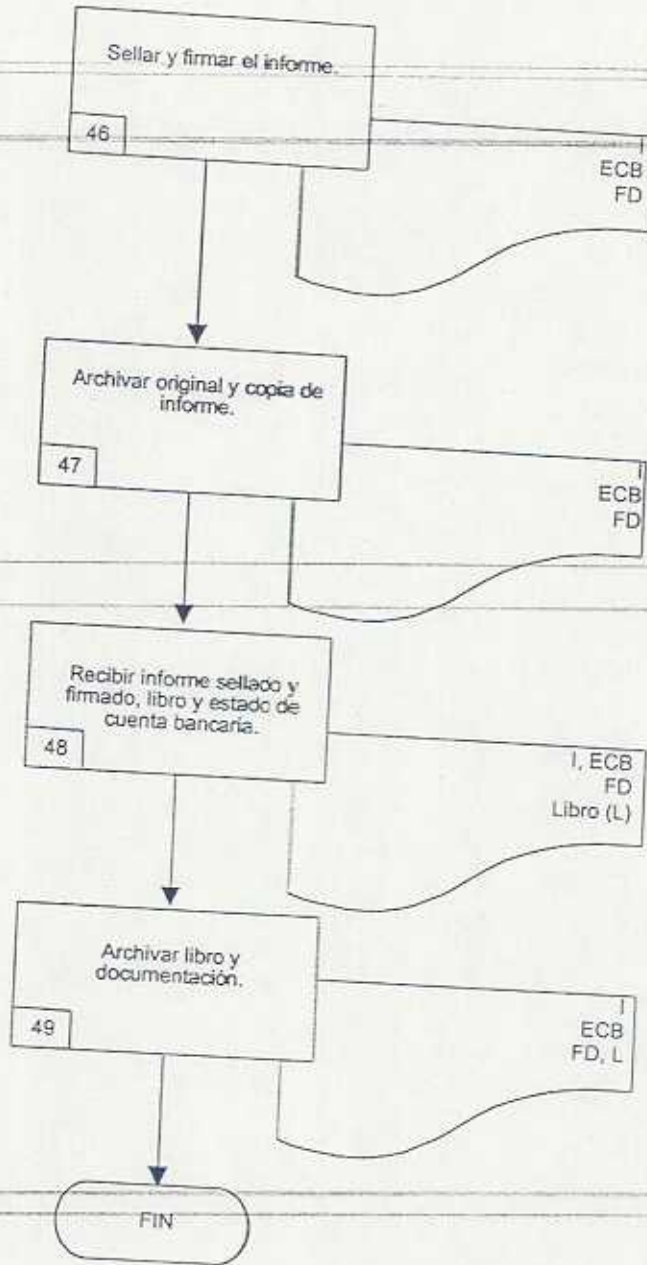 Sellar y firmar el informe.
46
I
ECB
FD
Archivar original y copia de
informe.
47
I
ECB
FD
Recibir informe sellado y
firmado, libro y estado de
cuenta bancaria.
48
I, ECB
FD
Libro (L)
Archivar libro y
documentación.
49
I
ECB
FD, L
FIN